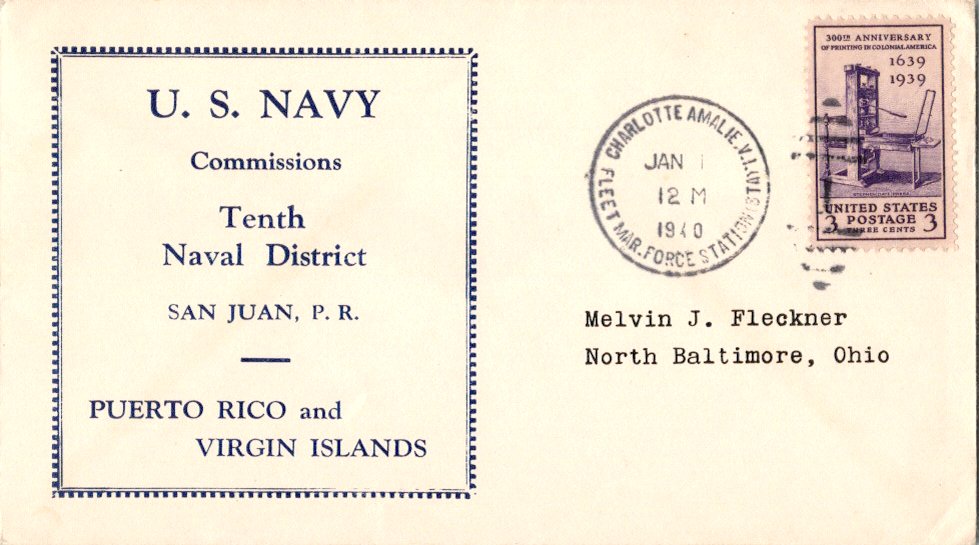 U. S. NAVY
Commissions
Tenth
Naval District
SAN JUAN, P. R.
PUERTO RICO and
VIRGIN ISLANDS
CHARLOTTE AMALIE, V.I.
FLEET MAR. FORCE STATION
JAN 1
12 M
1940
300TH ANNIVERSARY
OF PRINTING IN COLONIAL AMERICA
1639
1939
UNITED STATES
3 POSTAGE 3
THREE CENTS
Melvin J. Fleckner
North Baltimore, Ohio